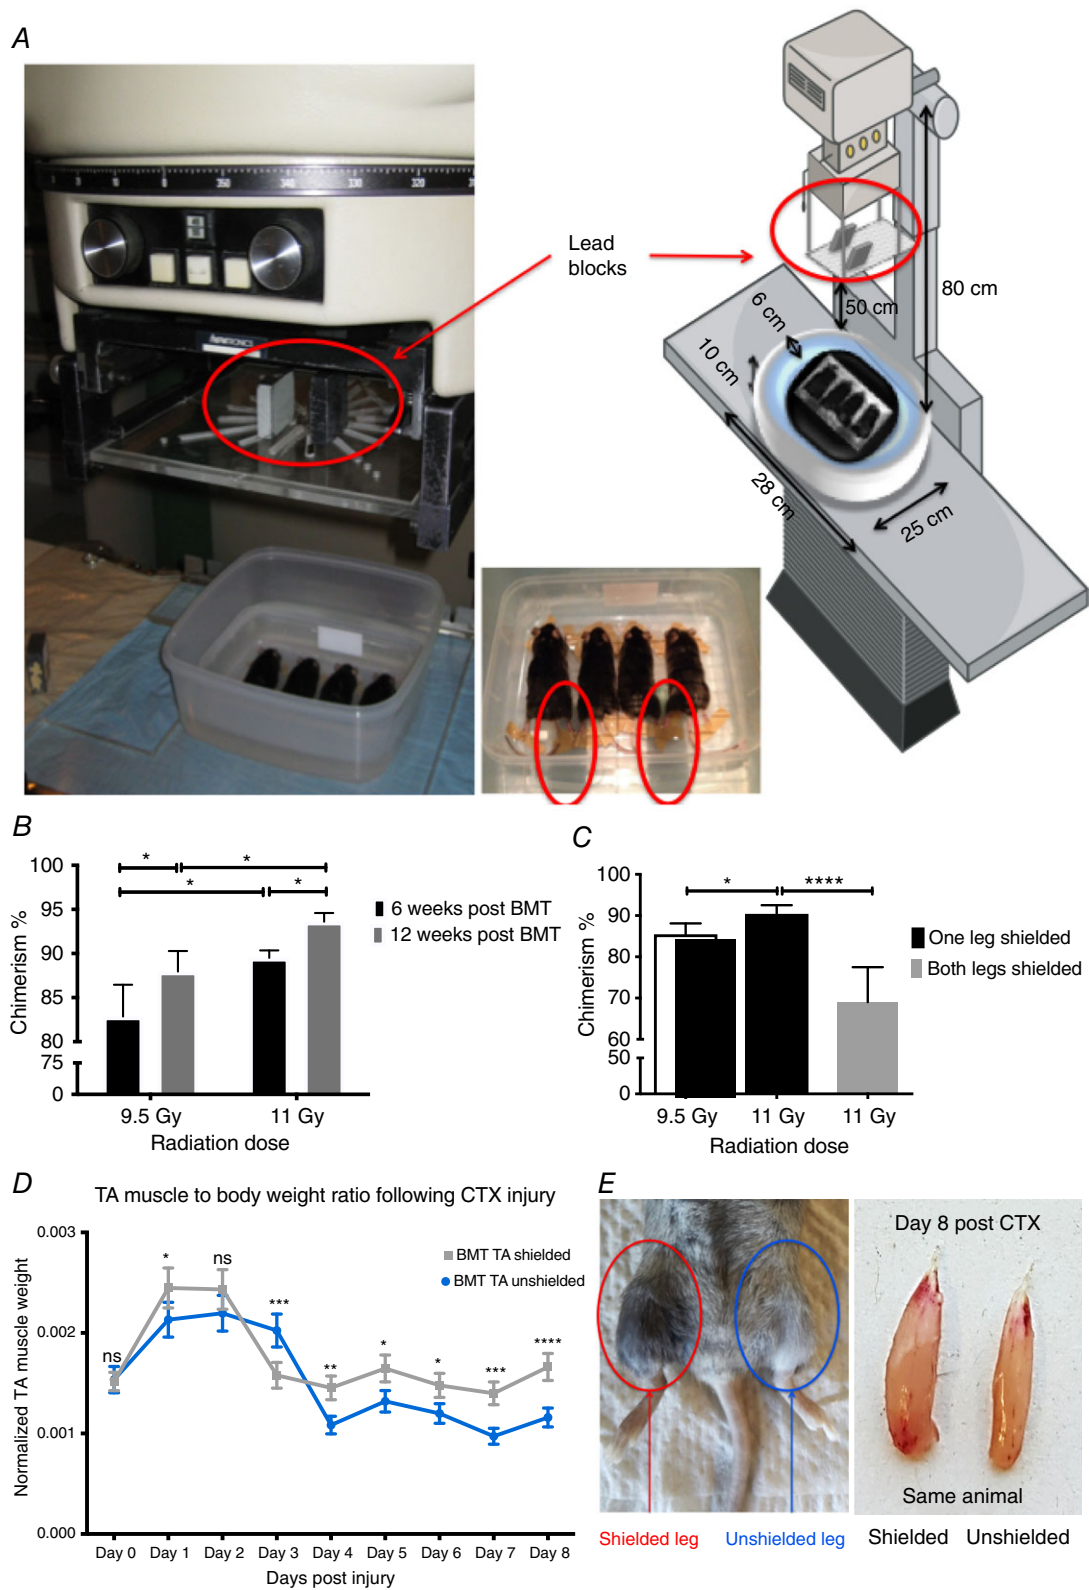 A
Lead
blocks
80 cm
50 cm
6 cm
10 cm
28 cm
25 cm
10
0
350
340
330
320
B
C
Chimerism %
100
95
90
85
80
75
0
*
*
*
*
6 weeks post BMT
12 weeks post BMT
9.5 Gy
11 Gy
Radiation dose
Chimerism %
100
90
80
70
60
50
0
*
****
One leg shielded
Both legs shielded
9.5 Gy
11 Gy
11 Gy
Radiation dose
D
TA muscle to body weight ratio following CTX injury
Normalized TA muscle weight
0.003
0.002
0.001
0.000
BMT TA shielded
BMT TA unshielded
ns
*
ns
***
**
*
*
***
****
Day 0
Day 1
Day 2
Day 3
Day 4
Day 5
Day 6
Day 7
Day 8
Days post injury
E
Shielded leg
Unshielded leg
Day 8 post CTX
Same animal
Shielded
Unshielded